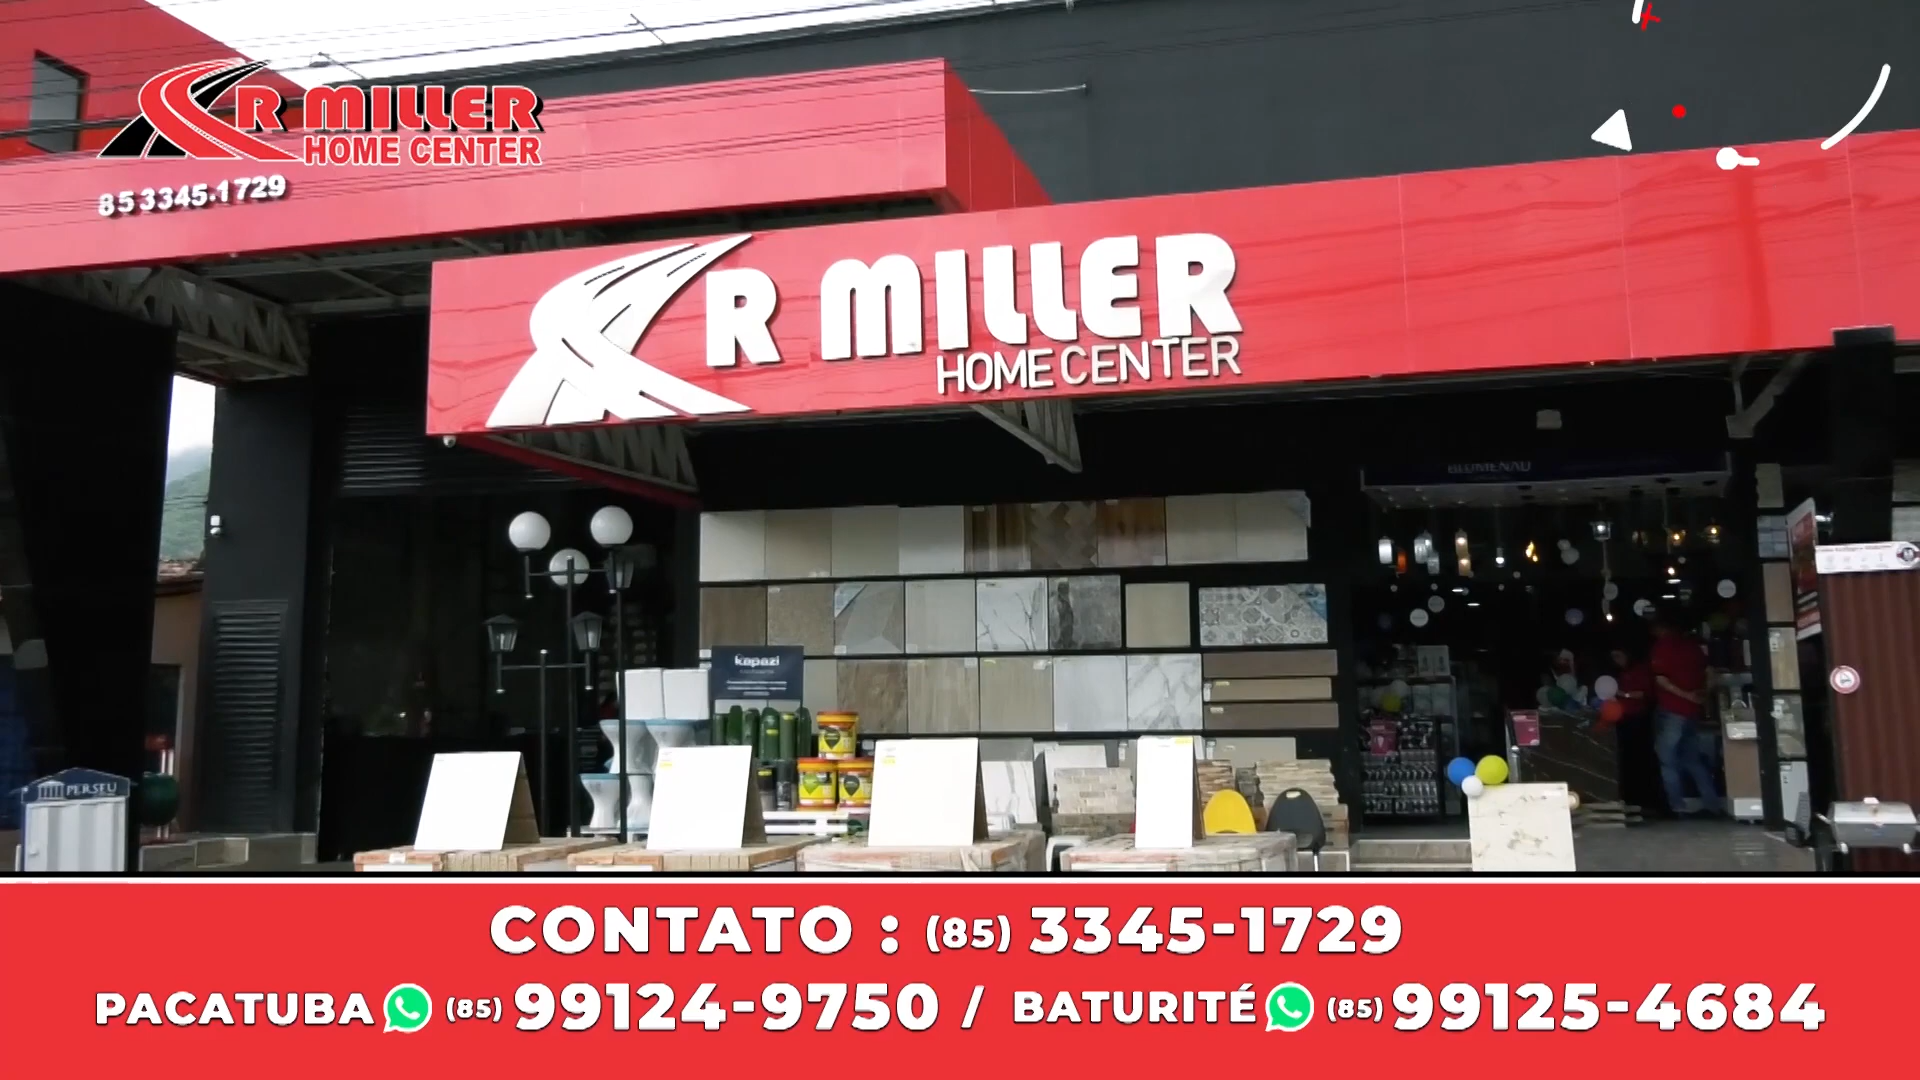 R MILLER
HOME CENTER
85 3345.1729
R MILLER
HOME CENTER
BLUMENAU
kapazi
PERSEU
CONTATO : (85) 3345-1729
PACATUBA (85) 99124-9750 / BATURITÉ (85) 99125-4684